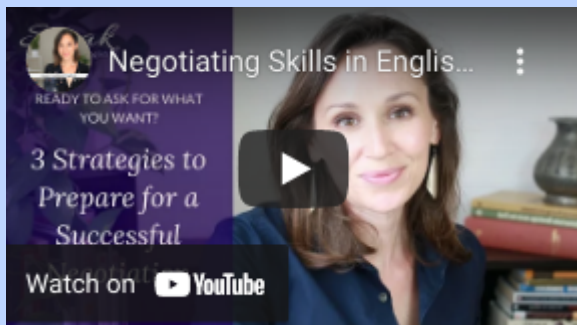 Negotiating Skills in Englis...
READY TO ASK FOR WHAT
YOU WANT?
3 Strategies to
Prepare for a
Successful
Negotiation
Watch on YouTube